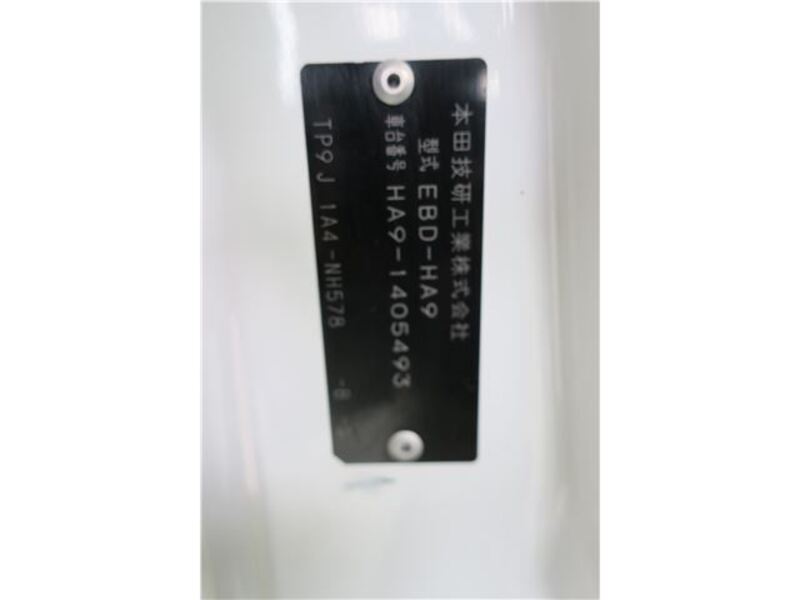 本田技研工業株式会社
型式 EBD-HA9
車台番号 HA9-1405493
TP9J 1A4-NH578 -B